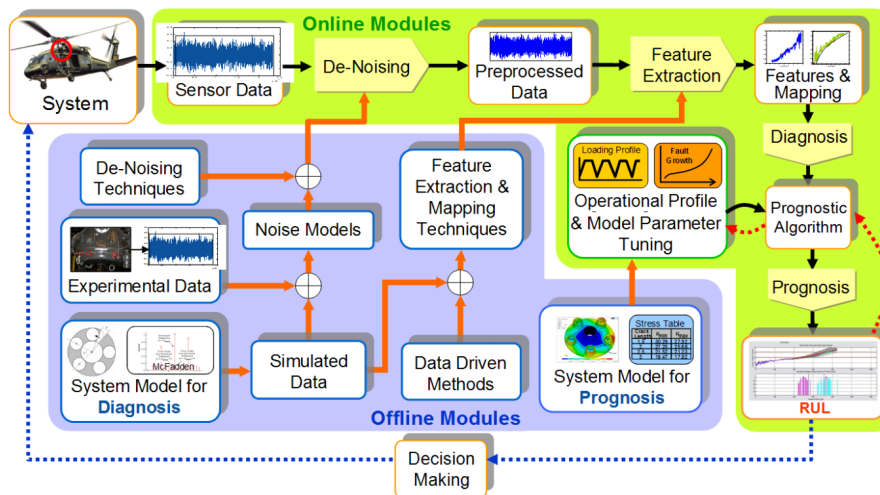 Online Modules
System
Sensor Data
De-Noising
Preprocessed
Data
Feature
Extraction
Features &
Mapping
De-Noising
Techniques
Feature
Extraction &
Mapping
Techniques
Loading Profile
Fault
Growth
Operational Profile
& Model Parameter
Tuning
Diagnosis
Prognostic
Algorithm
Noise Models
Experimental Data
Prognosis
McFadden
System Model for
Diagnosis
Simulated
Data
Data Driven
Methods
Stress Table
Crack
Length
System Model for
Prognosis
RUL
Offline Modules
Decision
Making